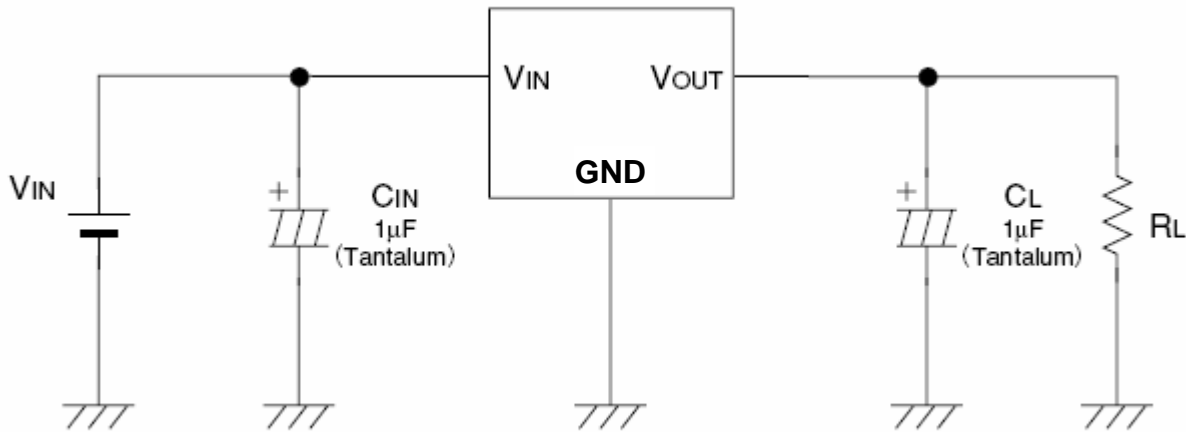 VIN
VOUT
GND
VIN
+
CIN
1μF
(Tantalum)
+
CL
1μF
(Tantalum)
RL